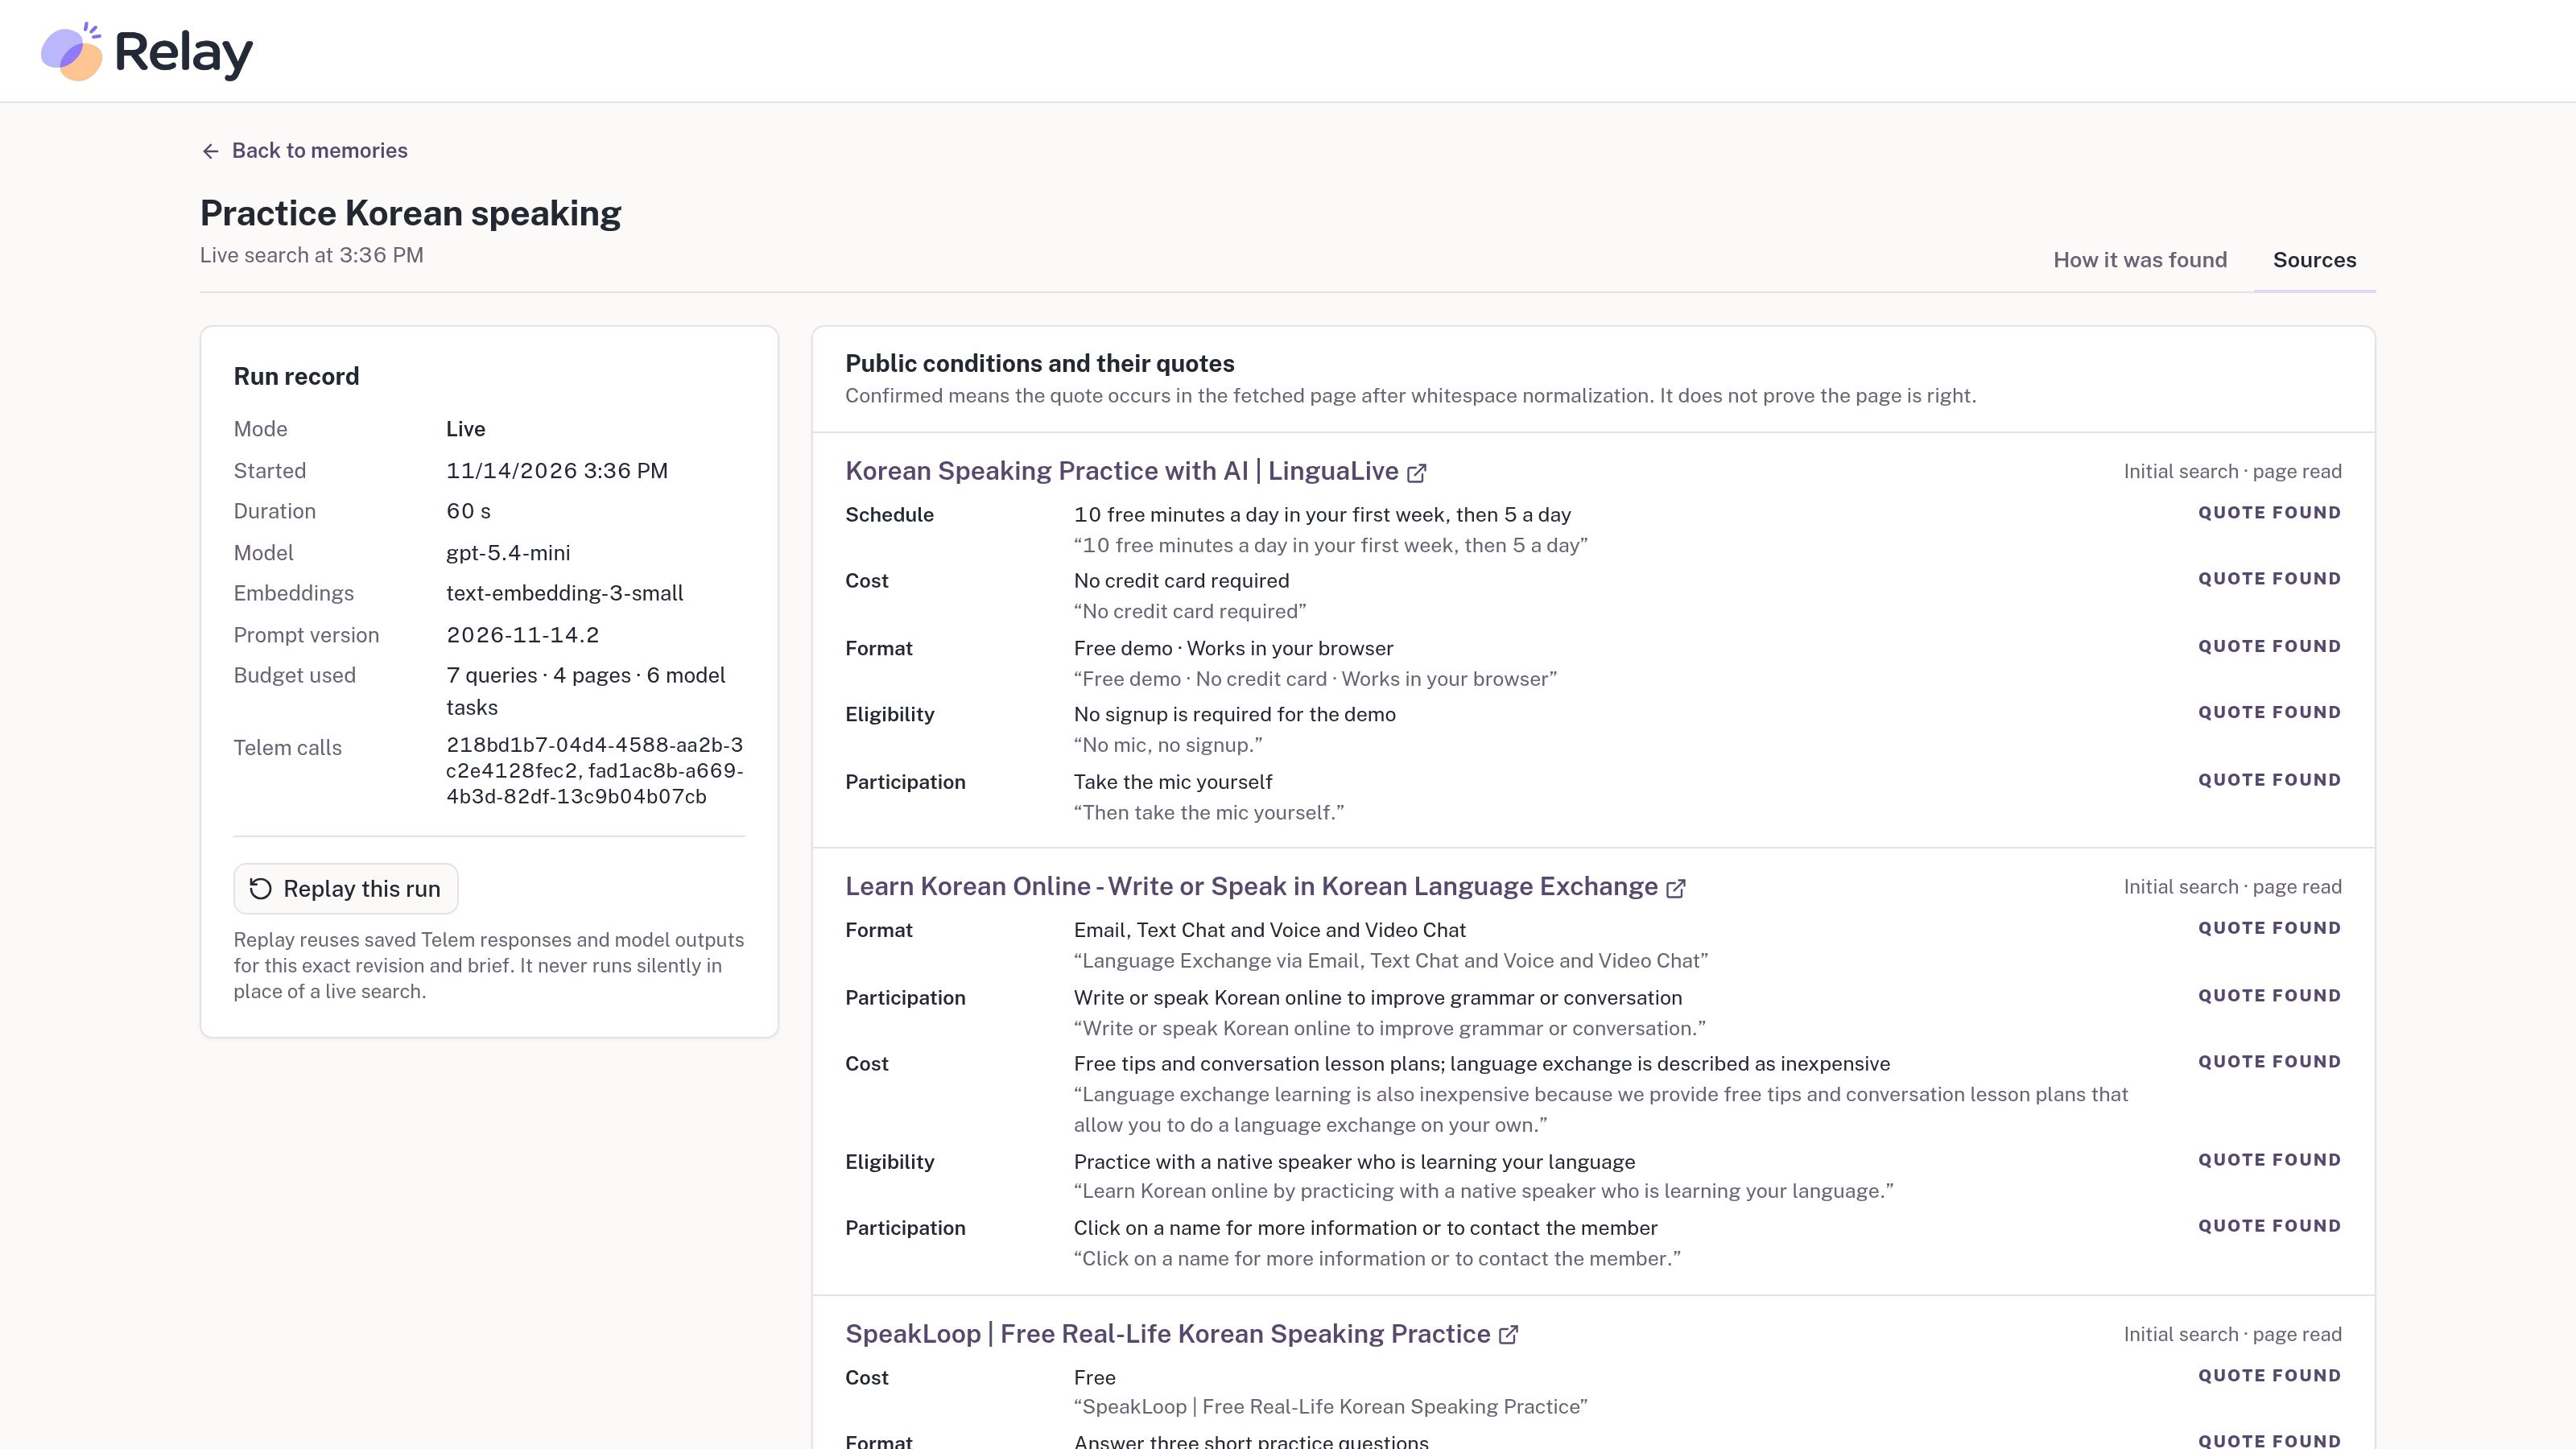 Relay
Back to memories
Practice Korean speaking
Live search at 3:36 PM
How it was found
Sources
Run record
Mode Live
Started 11/14/2026 3:36 PM
Duration 60 s
Model gpt-5.4-mini
Embeddings text-embedding-3-small
Prompt version 2026-11-14.2
Budget used 7 queries · 4 pages · 6 model
tasks
Telem calls 218bd1b7-04d4-4588-aa2b-3
c2e4128fec2, fad1ac8b-a669-
4b3d-82df-13c9b04b07cb
Replay this run
Replay reuses saved Telem responses and model outputs
for this exact revision and brief. It never runs silently in
place of a live search.
Public conditions and their quotes
Confirmed means the quote occurs in the fetched page after whitespace normalization. It does not prove the page is right.
Korean Speaking Practice with AI | LinguaLive Initial search · page read
Schedule 10 free minutes a day in your first week, then 5 a day QUOTE FOUND
“10 free minutes a day in your first week, then 5 a day”
Cost No credit card required QUOTE FOUND
“No credit card required”
Format Free demo · Works in your browser QUOTE FOUND
“Free demo · No credit card · Works in your browser”
Eligibility No signup is required for the demo QUOTE FOUND
“No mic, no signup.”
Participation Take the mic yourself QUOTE FOUND
“Then take the mic yourself.”
Learn Korean Online - Write or Speak in Korean Language Exchange Initial search · page read
Format Email, Text Chat and Voice and Video Chat QUOTE FOUND
“Language Exchange via Email, Text Chat and Voice and Video Chat”
Participation Write or speak Korean online to improve grammar or conversation QUOTE FOUND
“Write or speak Korean online to improve grammar or conversation.”
Cost Free tips and conversation lesson plans; language exchange is described as inexpensive QUOTE FOUND
“Language exchange learning is also inexpensive because we provide free tips and conversation lesson plans that
allow you to do a language exchange on your own.”
Eligibility Practice with a native speaker who is learning your language QUOTE FOUND
“Learn Korean online by practicing with a native speaker who is learning your language.”
Participation Click on a name for more information or to contact the member QUOTE FOUND
“Click on a name for more information or to contact the member.”
SpeakLoop | Free Real-Life Korean Speaking Practice Initial search · page read
Cost Free QUOTE FOUND
“SpeakLoop | Free Real-Life Korean Speaking Practice”
Format Answer three short practice questions QUOTE FOUND